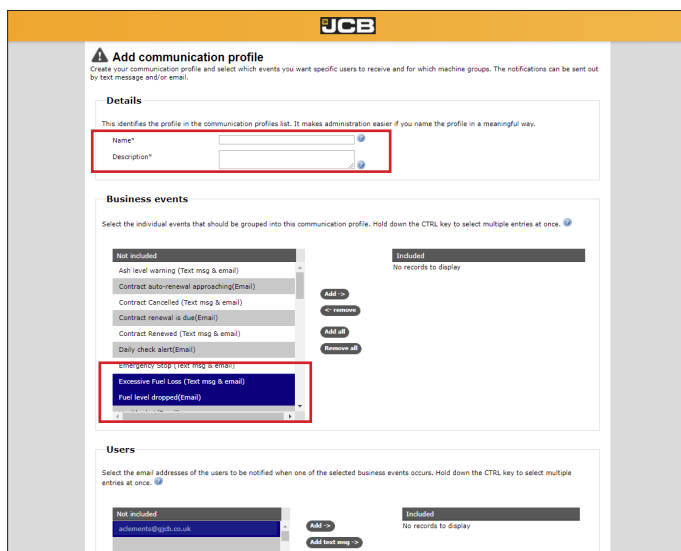 JCB
Add communication profile
Create your communication profile and select which events you want specific users to receive and for which machine groups. The notifications can be sent out
by text message and/or email.
Details
This identifies the profile in the communication profiles list. It makes administration easier if you name the profile in a meaningful way.
Name*
Description*
Business events
Select the individual events that should be grouped into this communication profile. Hold down the CTRL key to select multiple entries at once.
Not included
Included
Ash level warning (Text msg & email)
No records to display
Contract auto-renewal approaching(Email)
Add ->
Contract Cancelled (Text msg & email)
<- remove
Contract renewal is due(Email)
Contract Renewed (Text msg & email)
Add all
Daily check alert(Email)
Remove all
Emergency Stop (Text msg & email)
Excessive Fuel Loss (Text msg & email)
Fuel level dropped(Email)
Users
Select the email addresses of the users to be notified when one of the selected business events occurs. Hold down the CTRL key to select multiple
entries at once.
Not included
Included
aclements@gjcb.co.uk
Add ->
No records to display
Add text msg ->